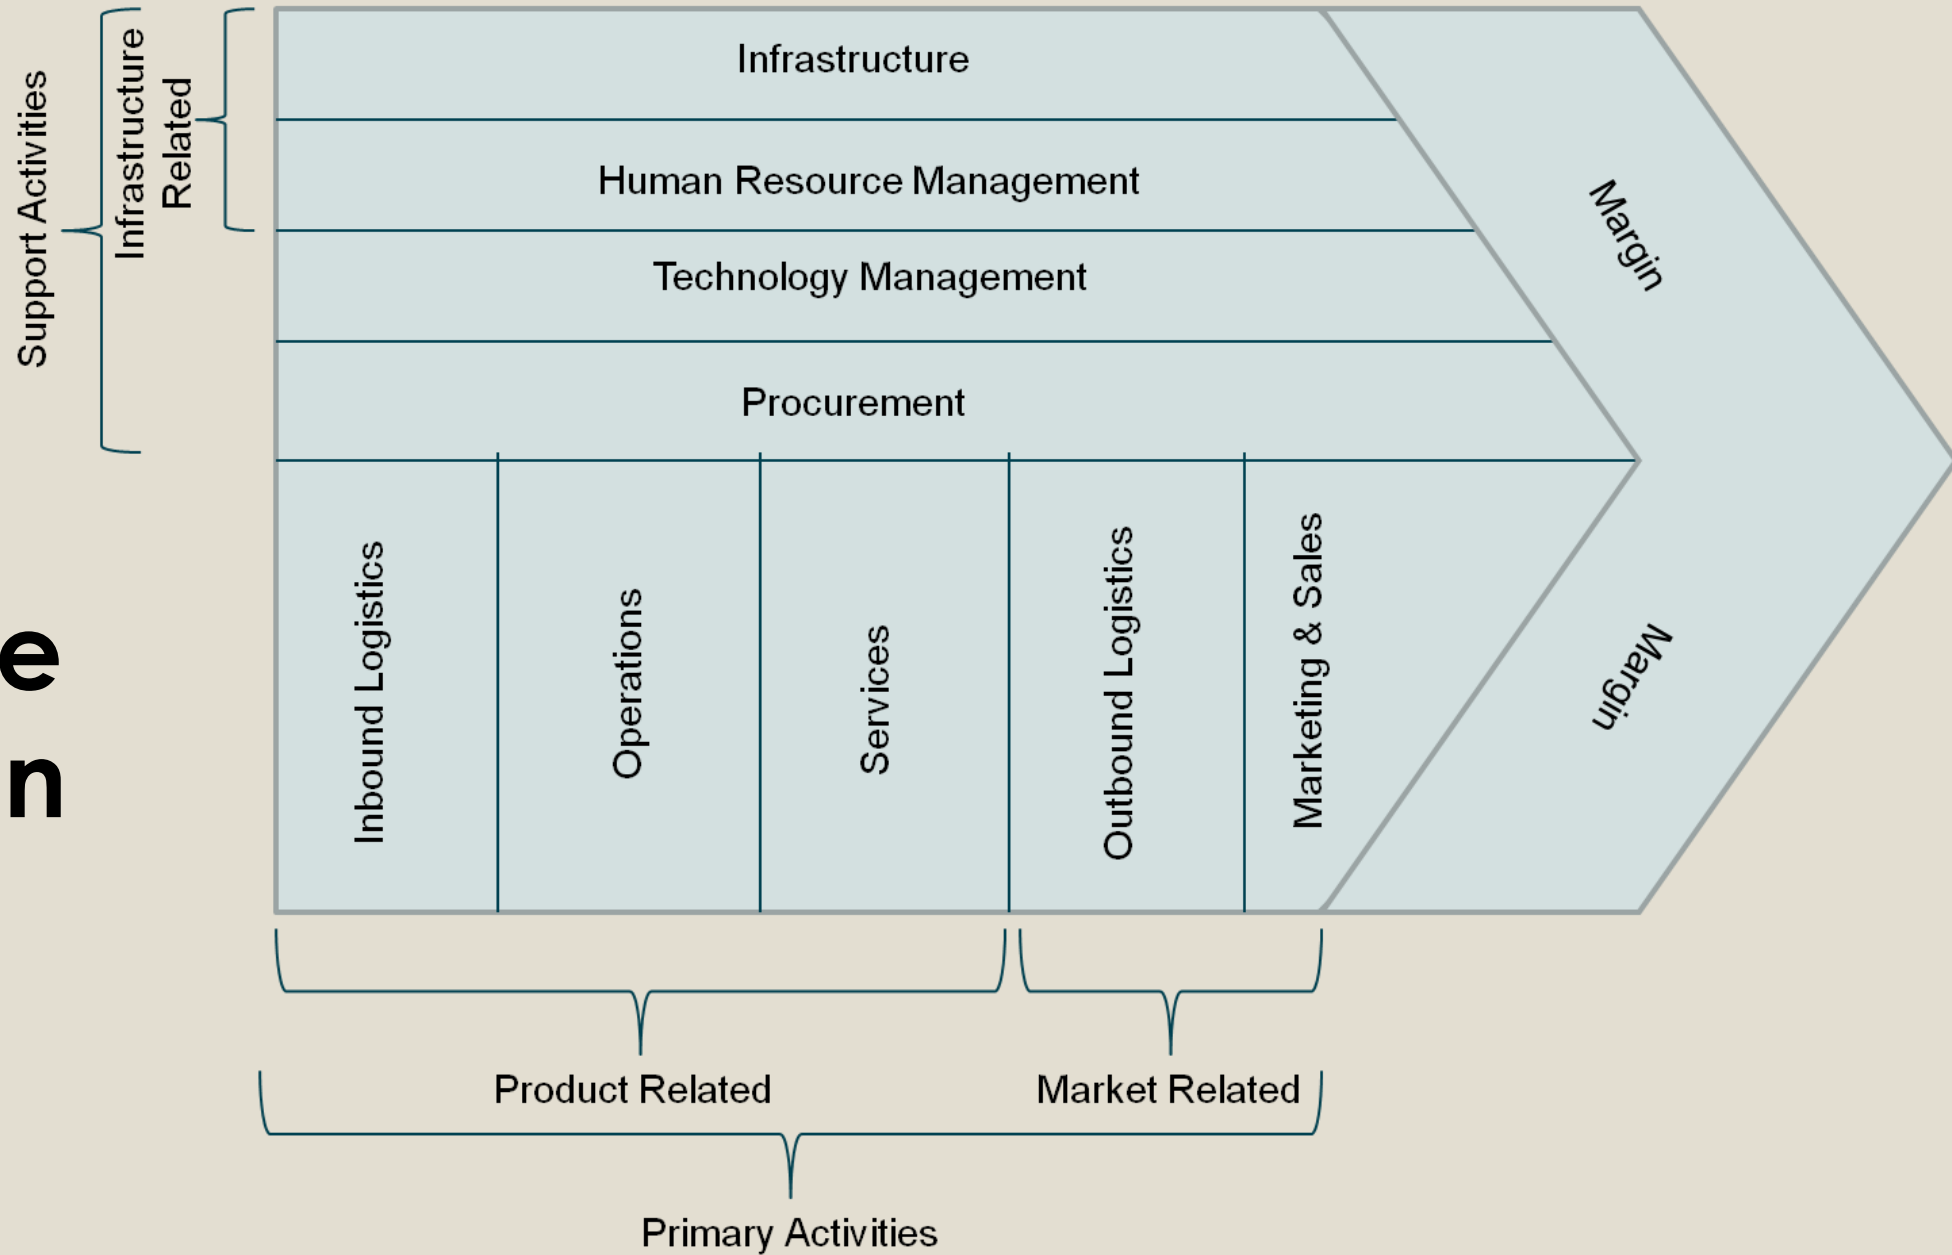 Support Activities
Infrastructure
Related
Infrastructure
Human Resource Management
Technology Management
Procurement
Margin
e
n
Inbound Logistics
Operations
Services
Outbound Logistics
Marketing & Sales
Margin
Product Related
Market Related
Primary Activities